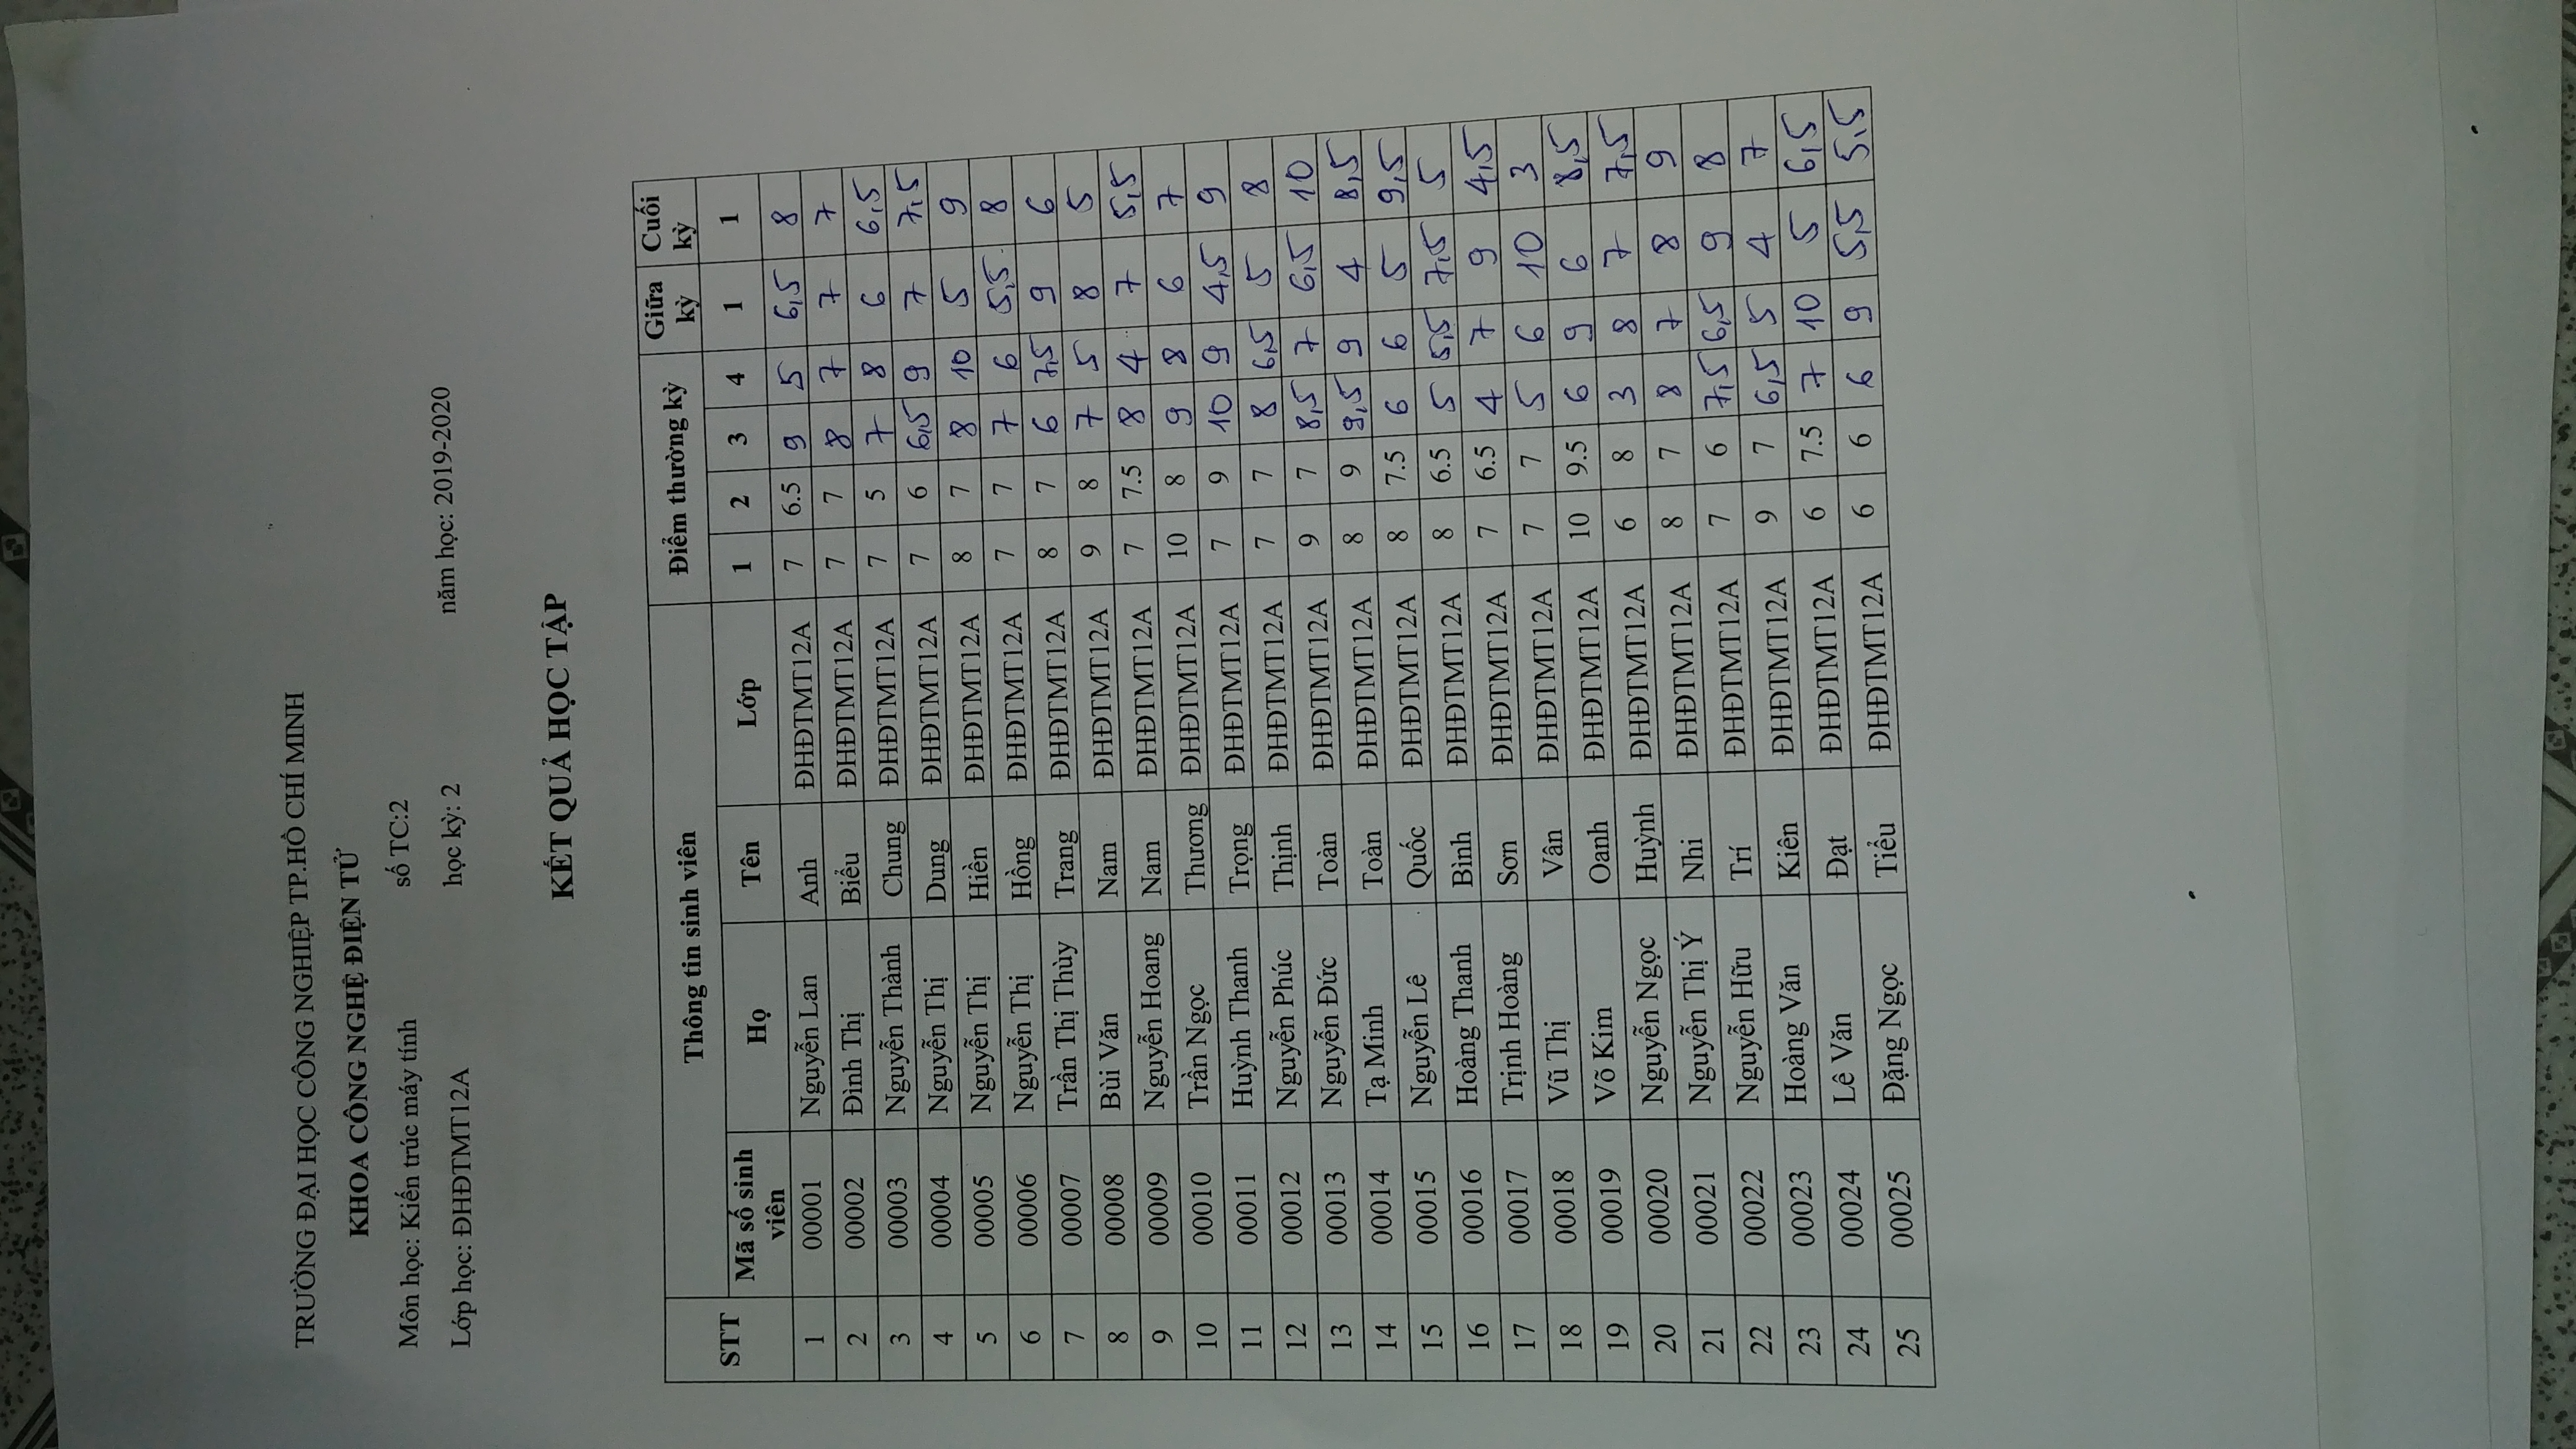 TRƯỜNG ĐẠI HỌC CÔNG NGHIỆP TP.HỒ CHÍ MINH
KHOA CÔNG NGHỆ ĐIỆN TỬ
Môn học: Kiến trúc máy tính số TC:2
Lớp học: ĐHĐTMT12A học kỳ: 2 năm học: 2019-2020
KẾT QUẢ HỌC TẬP
STT Thông tin sinh viên Điểm thường kỳ Giữa kỳ Cuối kỳ
Mã số sinh viên Họ Tên Lớp 1 2 3 4 1 1
1 00001 Nguyễn Lan Anh ĐHĐTMT12A 7 6.5 9 5 6,5 8
2 00002 Đình Thị Biểu ĐHĐTMT12A 7 7 8 7 7 7
3 00003 Nguyễn Thành Chung ĐHĐTMT12A 7 5 7 8 6 6,5
4 00004 Nguyễn Thị Dung ĐHĐTMT12A 7 6 6,5 9 7 7,5
5 00005 Nguyễn Thị Hiền ĐHĐTMT12A 8 7 8 10 5 9
6 00006 Nguyễn Thị Hồng ĐHĐTMT12A 7 7 7 6 5,5 8
7 00007 Trần Thị Thùy Trang ĐHĐTMT12A 8 7 6 7,5 9 6
8 00008 Bùi Văn Nam ĐHĐTMT12A 9 8 7 5 8 5
9 00009 Nguyễn Hoang Nam ĐHĐTMT12A 7 7.5 8 4 7 5,5
10 00010 Trần Ngọc Thương ĐHĐTMT12A 10 8 9 8 6 7
11 00011 Huỳnh Thanh Trọng ĐHĐTMT12A 7 9 10 9 4,5 9
12 00012 Nguyễn Phúc Thịnh ĐHĐTMT12A 7 7 8 6,5 5 8
13 00013 Nguyễn Đức Toàn ĐHĐTMT12A 9 7 8,5 7 6,5 10
14 00014 Tạ Minh Toàn ĐHĐTMT12A 8 9 9,5 9 4 8,5
15 00015 Nguyễn Lê Quốc ĐHĐTMT12A 8 7.5 6 6 5 9,5
16 00016 Hoàng Thanh Bình ĐHĐTMT12A 8 6.5 5 5,5 7,5 5
17 00017 Trịnh Hoàng Sơn ĐHĐTMT12A 7 6.5 4 7 9 4,5
18 00018 Vũ Thị Vân ĐHĐTMT12A 7 7 5 6 10 3
19 00019 Võ Kim Oanh ĐHĐTMT12A 10 9.5 6 9 6 8,5
20 00020 Nguyễn Ngọc Huỳnh ĐHĐTMT12A 6 8 3 8 7 7,5
21 00021 Nguyễn Thị Ý Nhi ĐHĐTMT12A 8 7 8 7 8 9
22 00022 Nguyễn Hữu Trí ĐHĐTMT12A 7 6 7,5 6,5 9 8
23 00023 Hoàng Văn Kiên ĐHĐTMT12A 9 7 6,5 5 4 7
24 00024 Lê Văn Đạt ĐHĐTMT12A 6 7.5 7 10 5 6,5
25 00025 Đặng Ngọc Tiểu ĐHĐTMT12A 6 6 6 9 5,5 5,5